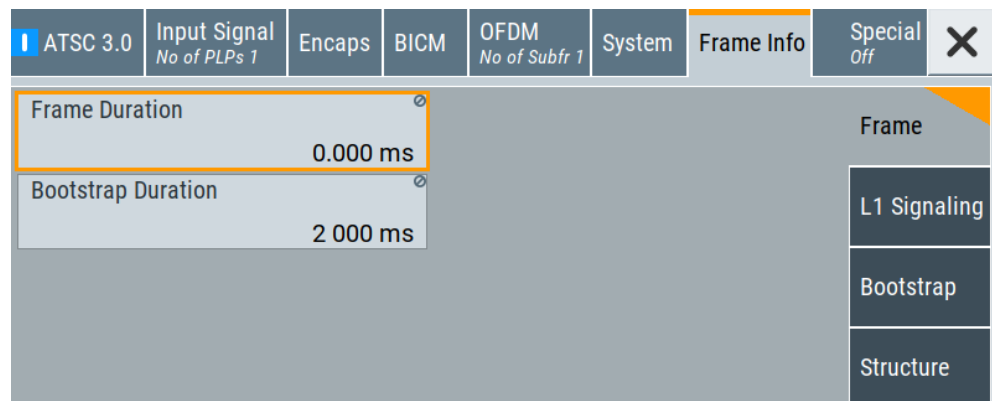 ATSC 3.0
Input Signal
No of PLPs 1
Encaps
BICM
OFDM
No of Subfr 1
System
Frame Info
Special
Off
Frame Duration
0.000 ms
Bootstrap Duration
2 000 ms
Frame
L1 Signaling
Bootstrap
Structure